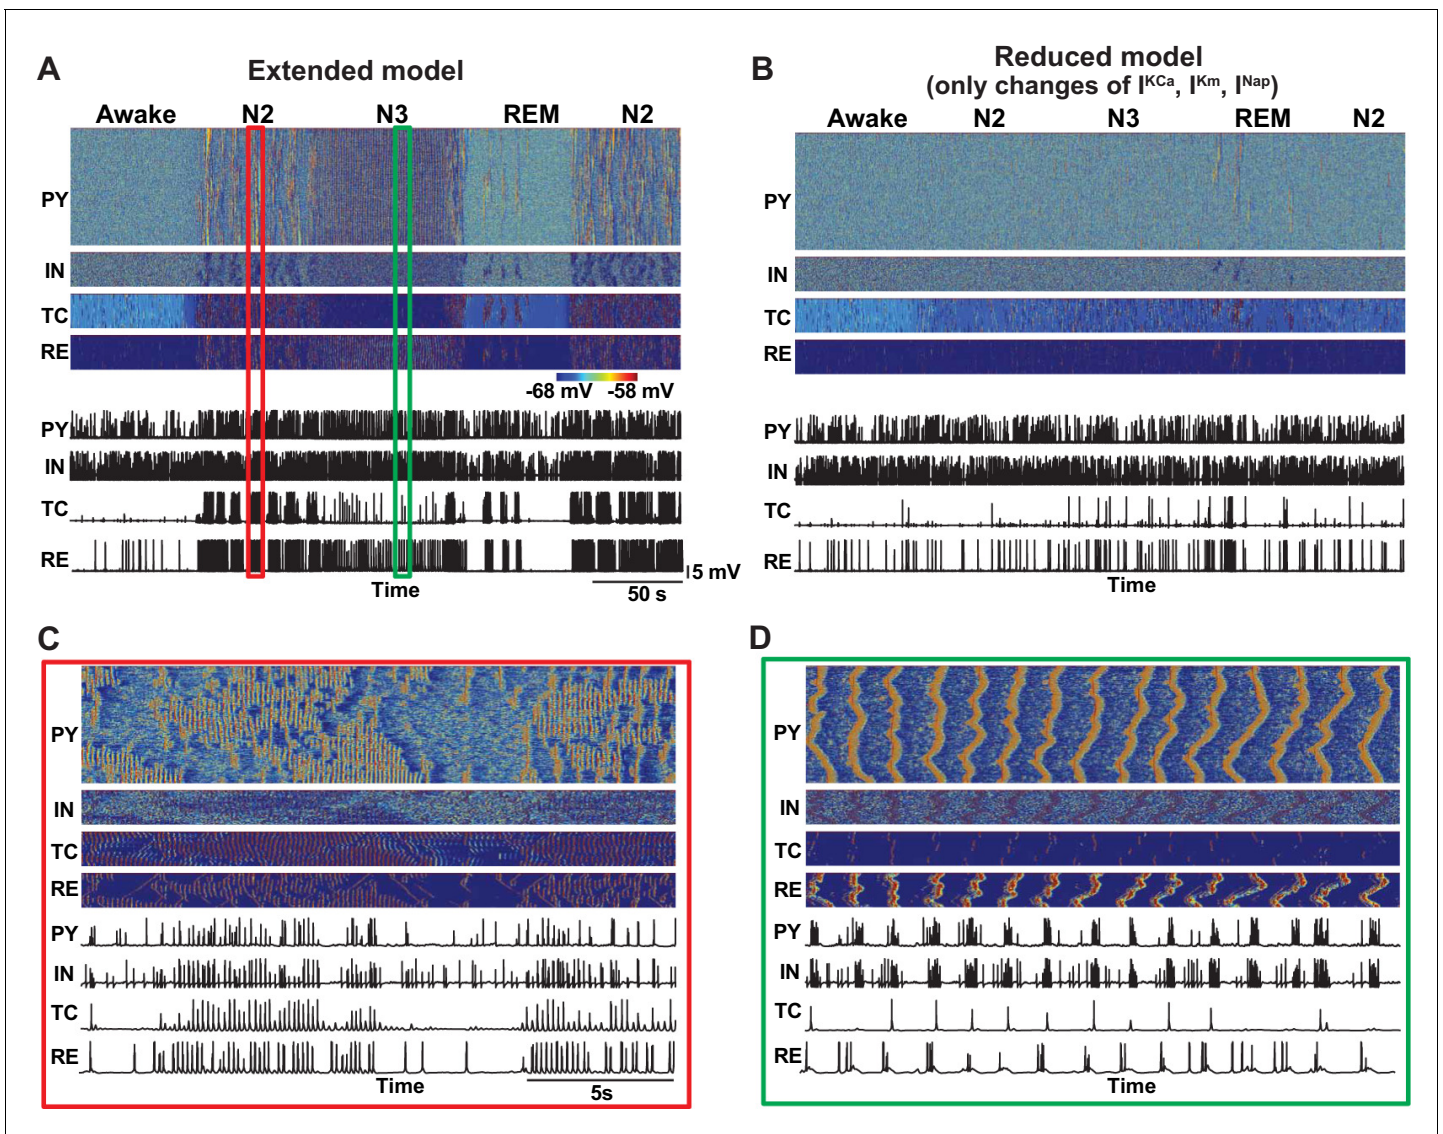 A
Extended model
Awake N2 N3 REM N2
PY
IN
TC
RE
-68 mV -58 mV
PY
IN
TC
RE
5 mV
Time
50 s
B
Reduced model
(only changes of I^KCa, I^Km, I^Nap)
Awake N2 N3 REM N2
PY
IN
TC
RE
PY
IN
TC
RE
Time
C
PY
IN
TC
RE
PY
IN
TC
RE
Time
5s
D
PY
IN
TC
RE
PY
IN
TC
RE
Time